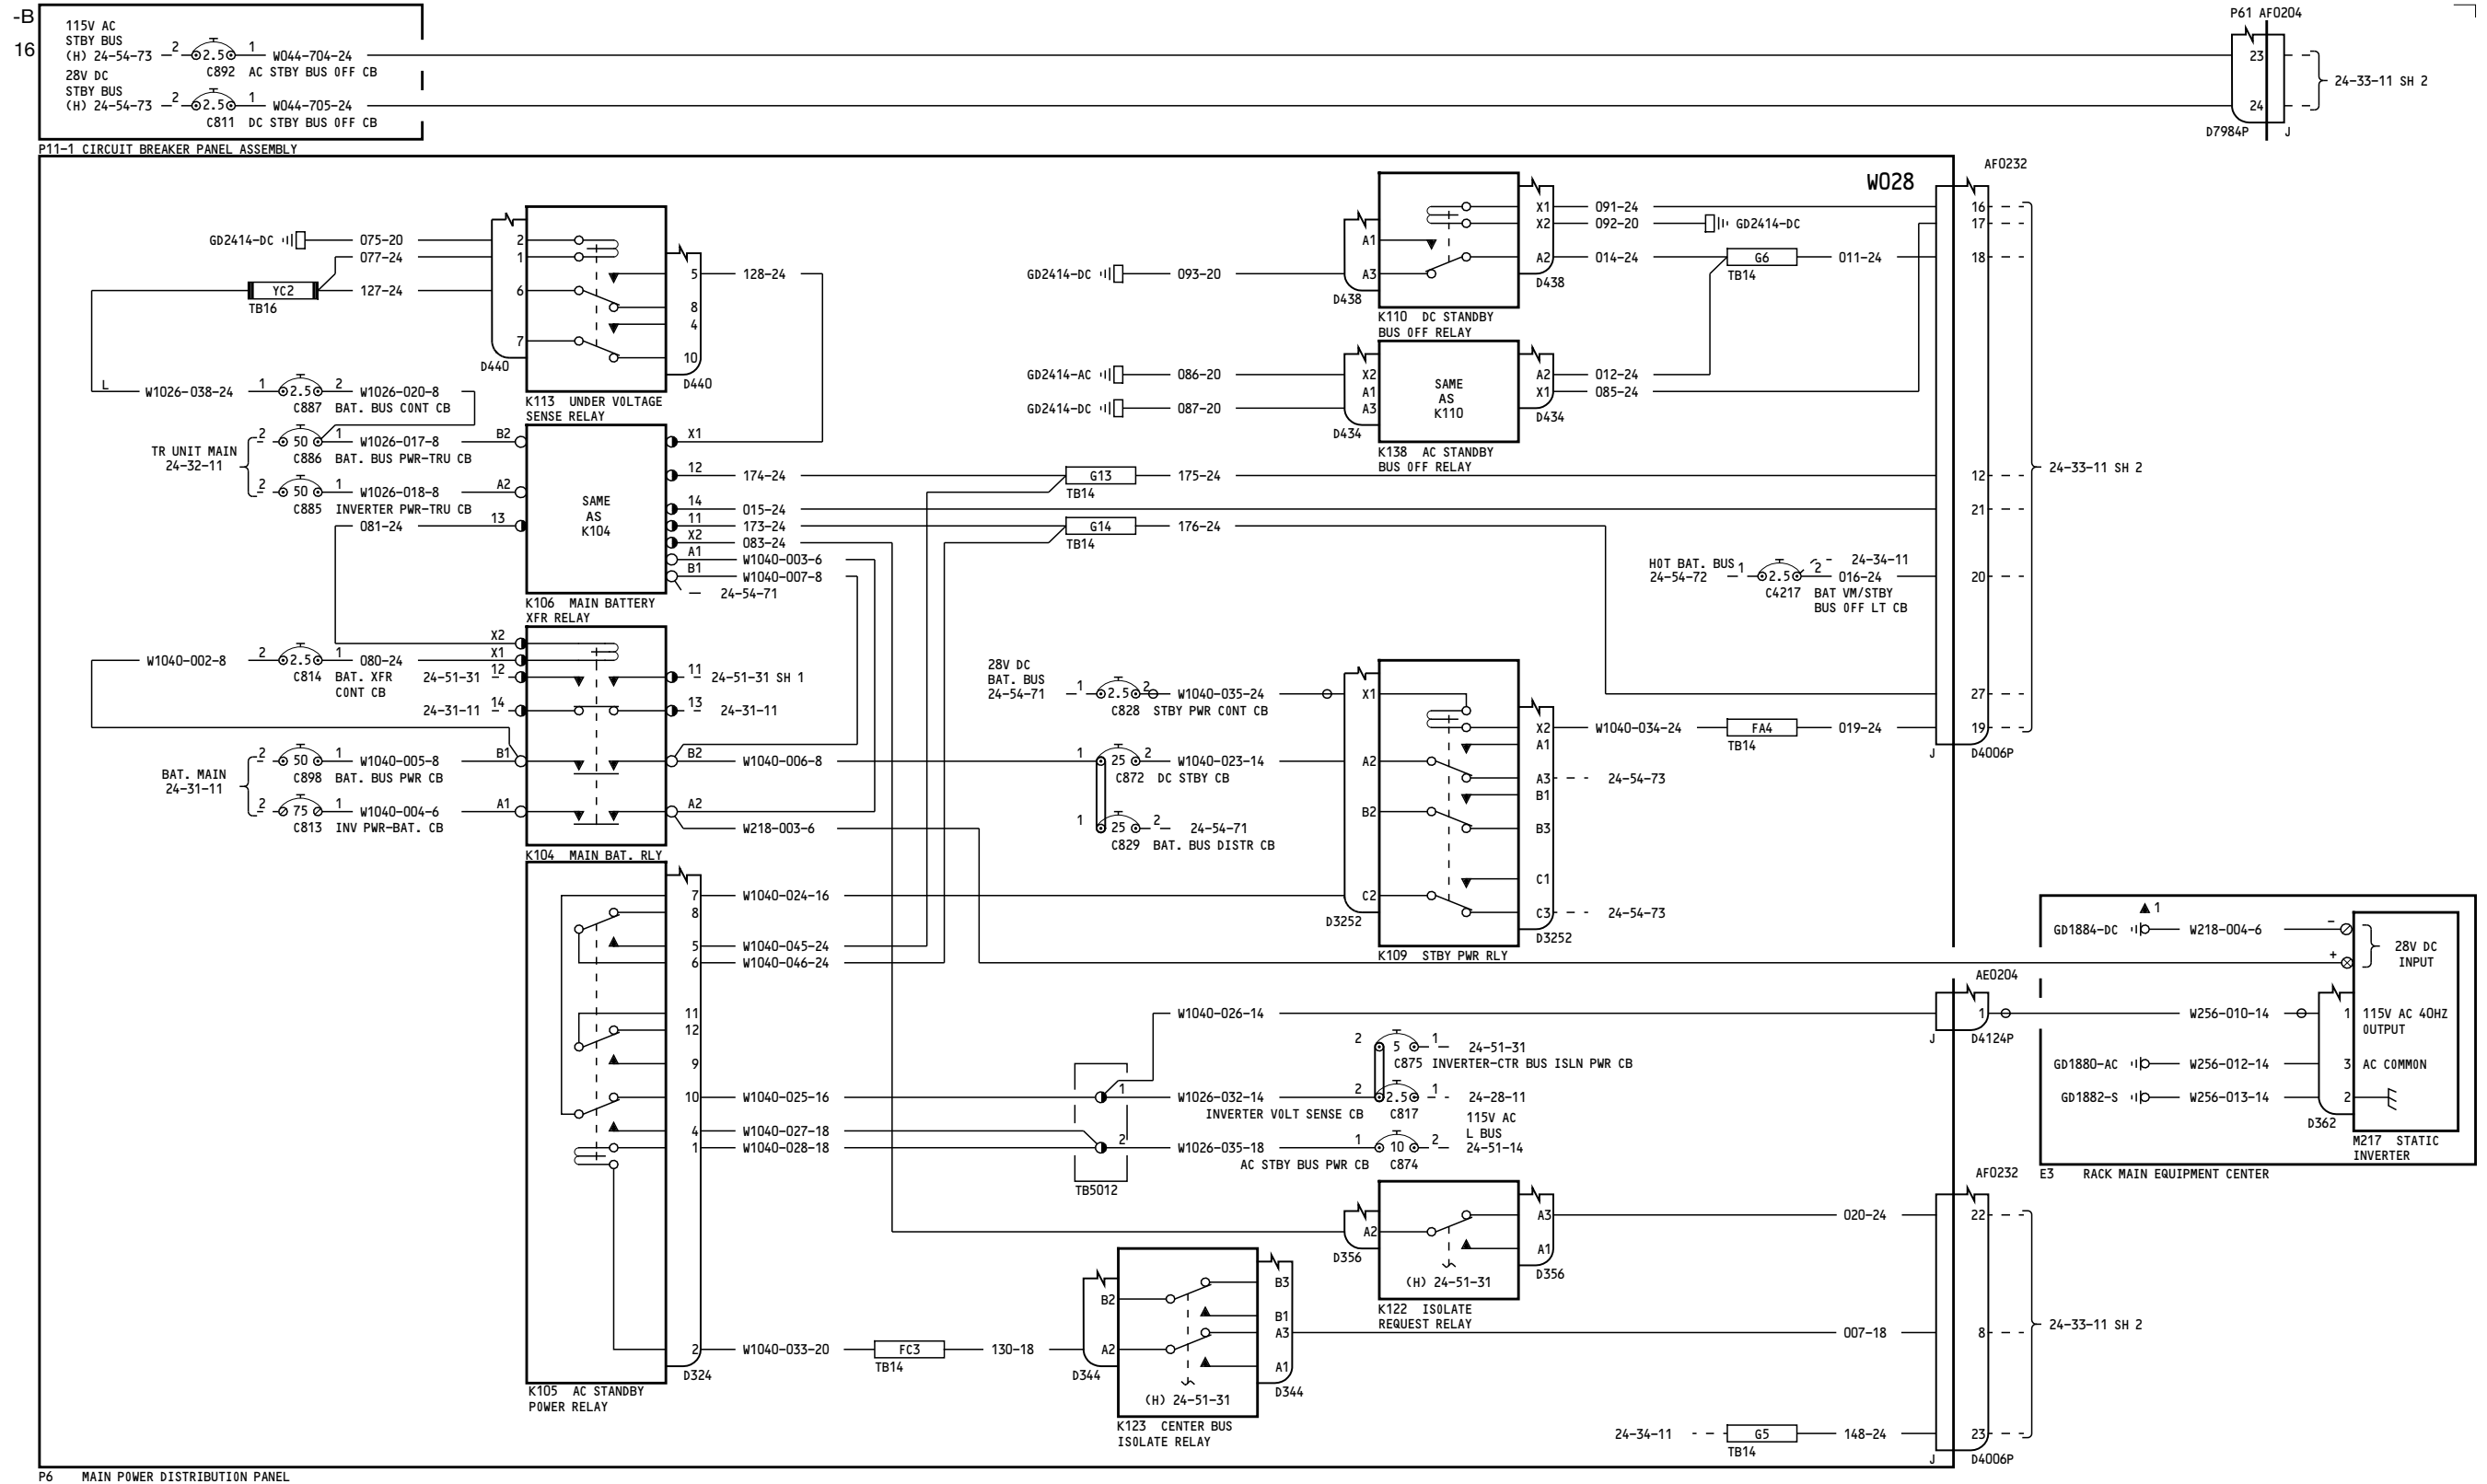 -B
16
115V AC
STBY BUS
(H) 24-54-73 2 2.5 1 W044-704-24
C892 AC STBY BUS OFF CB
28V DC
STBY BUS
(H) 24-54-73 2 2.5 1 W044-705-24
C811 DC STBY BUS OFF CB
P11-1 CIRCUIT BREAKER PANEL ASSEMBLY
P61 AF0204
23
24
24-33-11 SH 2
D7984P J
W028
AF0232
GD2414-DC 075-20 2
077-24 1
YC2 127-24 6
TB16
7
D440
5 128-24
8
4
10
D440
K113 UNDER VOLTAGE
SENSE RELAY
L W1026-038-24 1 2.5 2 W1026-020-8
C887 BAT. BUS CONT CB
TR UNIT MAIN
24-32-11
2 50 1 W1026-017-8 B2
C886 BAT. BUS PWR-TRU CB
2 50 1 W1026-018-8 A2
C885 INVERTER PWR-TRU CB
081-24 13
SAME
AS
K104
X1
12 174-24 G13 175-24
TB14
14 015-24
11 173-24 G14 176-24
TB14
X2 083-24
A1 W1040-003-6
B1 W1040-007-8
24-54-71
K106 MAIN BATTERY
XFR RELAY
W1040-002-8 2 2.5 1 080-24
C814 BAT. XFR
CONT CB
X2
X1
24-51-31 12
24-31-11 14
11 24-51-31 SH 1
13 24-31-11
BAT. MAIN
24-31-11
2 50 1 W1040-005-8 B1
C898 BAT. BUS PWR CB
2 75 1 W1040-004-6 A1
C813 INV PWR-BAT. CB
B2 W1040-006-8
A2
W218-003-6
K104 MAIN BAT. RLY
7 W1040-024-16
8
5 W1040-045-24
6 W1040-046-24
11
12
9
10 W1040-025-16
4 W1040-027-18
1 W1040-028-18
2 W1040-033-20 FC3 130-18
TB14
D324
K105 AC STANDBY
POWER RELAY
GD2414-DC 093-20
A1
A3
D438
X1 091-24
X2 092-20 GD2414-DC
A2 014-24 G6 011-24
TB14
D438
K110 DC STANDBY
BUS OFF RELAY
GD2414-AC 086-20 X2
A1
GD2414-DC 087-20 A3
D434
SAME
AS
K110
A2 012-24
X1 085-24
D434
K138 AC STANDBY
BUS OFF RELAY
HOT BAT. BUS
24-54-72 1 2.5 2 24-34-11
016-24
C4217 BAT VM/STBY
BUS OFF LT CB
16
17
18
12
21
20
27
19
24-33-11 SH 2
J D4006P
28V DC
BAT. BUS
24-54-71 1 2.5 2 W1040-035-24 X1
C828 STBY PWR CONT CB
1 25 2 W1040-023-14 A2
C872 DC STBY CB
1 25 2 24-54-71
C829 BAT. BUS DISTR CB
B2
C2
D3252
X2 W1040-034-24 FA4 019-24
TB14
A1
A3 24-54-73
B1
B3
C1
C3 24-54-73
D3252
K109 STBY PWR RLY
W1040-026-14
1
2
TB5012
2 5 1 24-51-31
C875 INVERTER-CTR BUS ISLN PWR CB
W1026-032-14 2 2.5 1 24-28-11
INVERTER VOLT SENSE CB C817
115V AC
L BUS
W1026-035-18 1 10 2 24-51-14
AC STBY BUS PWR CB C874
AE0204
1
J D4124P
▲ 1
GD1884-DC W218-004-6 -
+
28V DC
INPUT
W256-010-14 1 115V AC 40HZ
OUTPUT
GD1880-AC W256-012-14 3 AC COMMON
GD1882-S W256-013-14 2
D362
M217 STATIC
INVERTER
E3 RACK MAIN EQUIPMENT CENTER
A2
D356
A3 020-24
A1
D356
(H) 24-51-31
K122 ISOLATE
REQUEST RELAY
B2
A2
D344
B3
B1
A3 007-18
A1
D344
(H) 24-51-31
K123 CENTER BUS
ISOLATE RELAY
AF0232
22
8
23
24-33-11 SH 2
24-34-11 G5 148-24
TB14
J D4006P
P6 MAIN POWER DISTRIBUTION PANEL